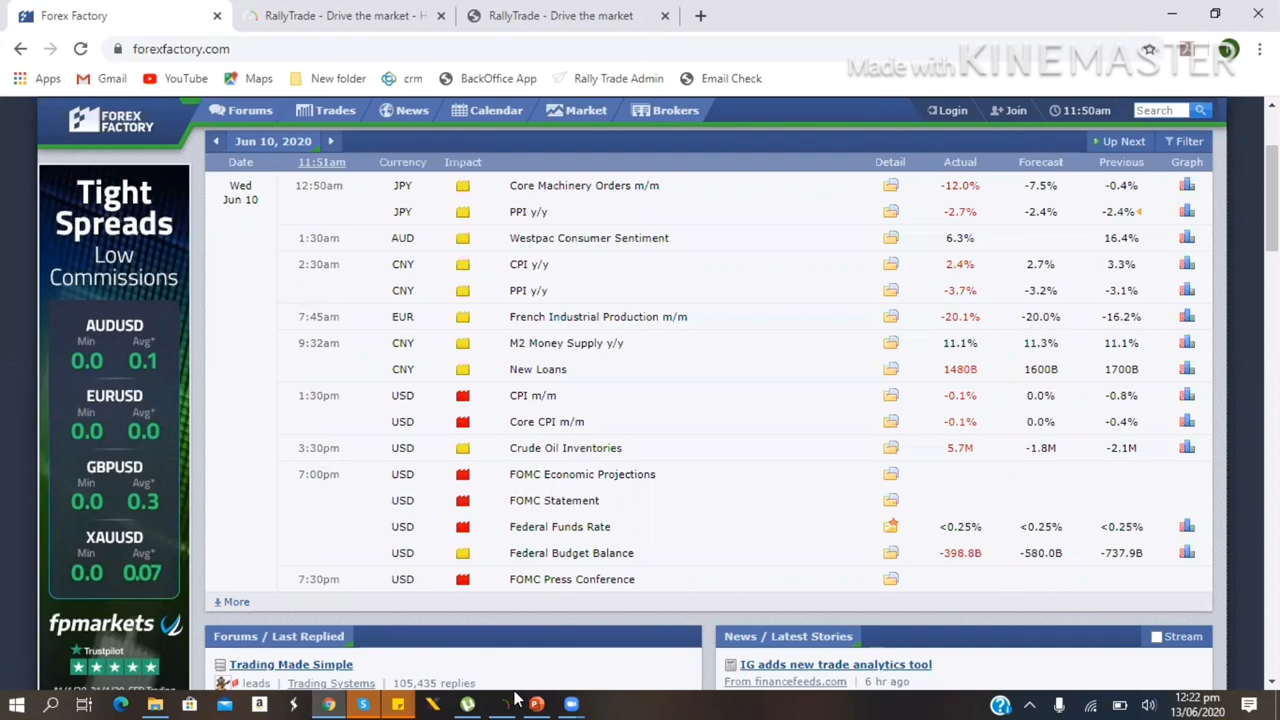 Forex Factory
RallyTrade - Drive the market - H
RallyTrade - Drive the market
forexfactory.com
Made with KINEMASTER
Apps Gmail YouTube Maps New folder crm BackOffice App Rally Trade Admin Email Check
FOREX FACTORY
Forums Trades News Calendar Market Brokers Login Join 11:50am Search
Jun 10, 2020 Up Next Filter
Date 11:51am Currency Impact Detail Actual Forecast Previous Graph
Wed Jun 10
12:50am JPY Core Machinery Orders m/m -12.0% -7.5% -0.4%
JPY PPI y/y -2.7% -2.4% -2.4%
1:30am AUD Westpac Consumer Sentiment 6.3% 16.4%
2:30am CNY CPI y/y 2.4% 2.7% 3.3%
CNY PPI y/y -3.7% -3.2% -3.1%
7:45am EUR French Industrial Production m/m -20.1% -20.0% -16.2%
9:32am CNY M2 Money Supply y/y 11.1% 11.3% 11.1%
CNY New Loans 1480B 1600B 1700B
1:30pm USD CPI m/m -0.1% 0.0% -0.8%
USD Core CPI m/m -0.1% 0.0% -0.4%
3:30pm USD Crude Oil Inventories 5.7M -1.8M -2.1M
7:00pm USD FOMC Economic Projections
USD FOMC Statement
USD Federal Funds Rate <0.25% <0.25% <0.25%
USD Federal Budget Balance -398.8B -580.0B -737.9B
7:30pm USD FOMC Press Conference
More
Tight
Spreads
Low
Commissions
AUDUSD
Min Avg*
0.0 0.1
EURUSD
Min Avg*
0.0 0.0
GBPUSD
Min Avg*
0.0 0.3
XAUUSD
Min Avg*
0.0 0.07
fpmarkets
Trustpilot
Forums / Last Replied
Trading Made Simple
leads Trading Systems 105,435 replies
News / Latest Stories Stream
IG adds new trade analytics tool
From financefeeds.com 6 hr ago
12:22 pm
13/06/2020